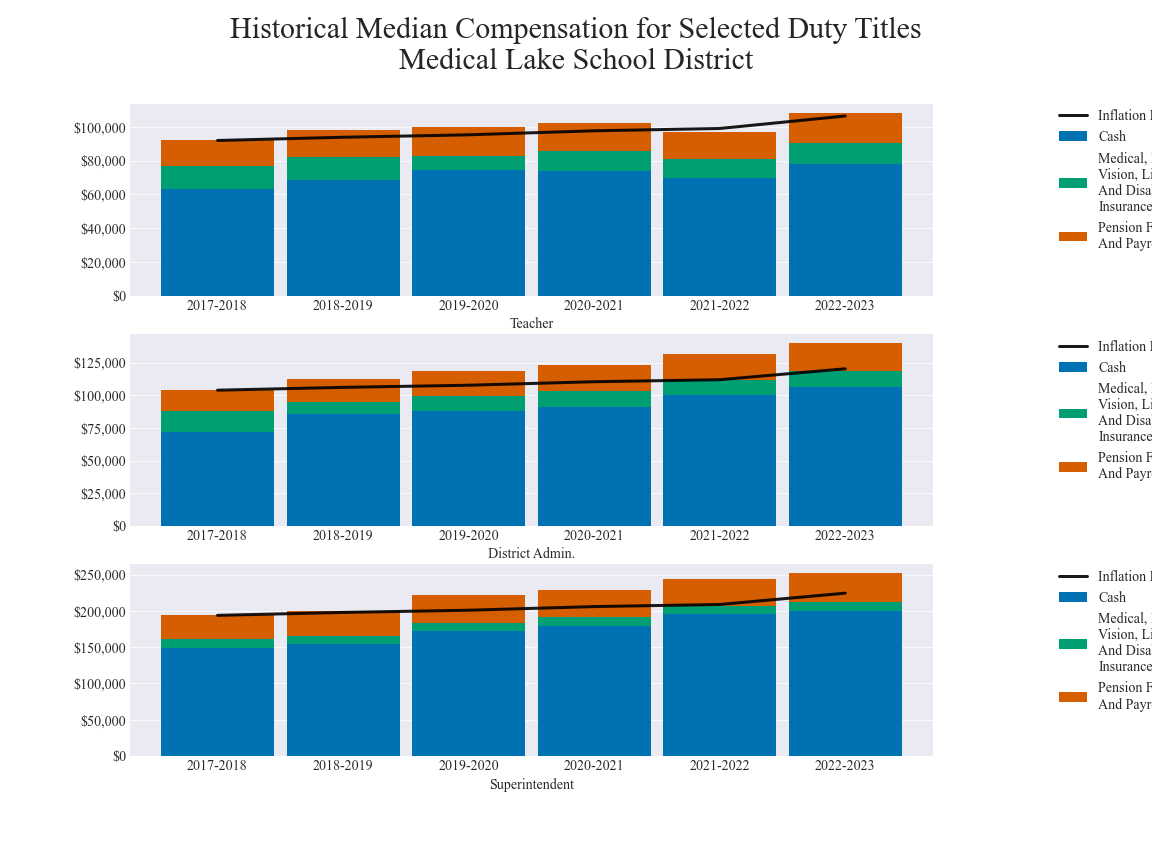 Historical Median Compensation for Selected Duty Titles
Medical Lake School District
$100,000
$80,000
$60,000
$40,000
$20,000
$0
2017-2018 2018-2019 2019-2020 2020-2021 2021-2022 2022-2023
Teacher
Inflation
Cash
Medical,
Vision,
And
Insurance
Pension
And
$125,000
$100,000
$75,000
$50,000
$25,000
$0
2017-2018 2018-2019 2019-2020 2020-2021 2021-2022 2022-2023
District Admin.
Inflation
Cash
Medical,
Vision,
And
Insurance
Pension
And
$250,000
$200,000
$150,000
$100,000
$50,000
$0
2017-2018 2018-2019 2019-2020 2020-2021 2021-2022 2022-2023
Superintendent
Inflation
Cash
Medical,
Vision,
And
Insurance
Pension
And